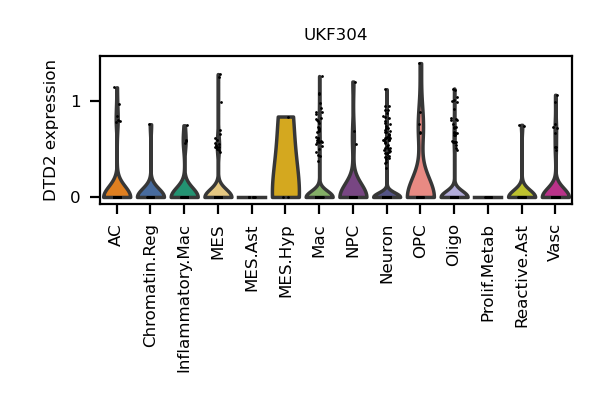 UKF304
DTD2 expression
1
0
AC
Chromatin.Reg
Inflammatory.Mac
MES
MES.Ast
MES.Hyp
Mac
NPC
Neuron
OPC
Oligo
Prolif.Metab
Reactive.Ast
Vasc